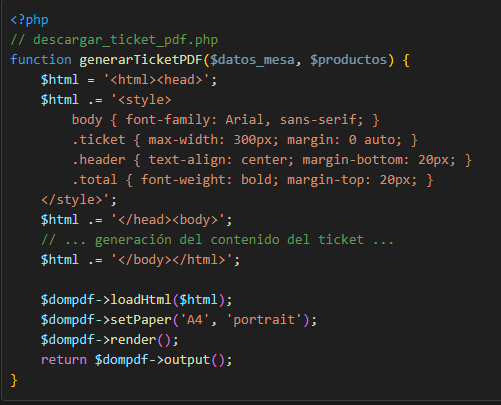 <?php
// descargar_ticket_pdf.php
function generarTicketPDF($datos_mesa, $productos) {
    $html = '<html><head>';
    $html .= '<style>
        body { font-family: Arial, sans-serif; }
        .ticket { max-width: 300px; margin: 0 auto; }
        .header { text-align: center; margin-bottom: 20px; }
        .total { font-weight: bold; margin-top: 20px; }
    </style>';
    $html .= '</head><body>';
    // ... generación del contenido del ticket ...
    $html .= '</body></html>';

    $dompdf->loadHtml($html);
    $dompdf->setPaper('A4', 'portrait');
    $dompdf->render();
    return $dompdf->output();
}